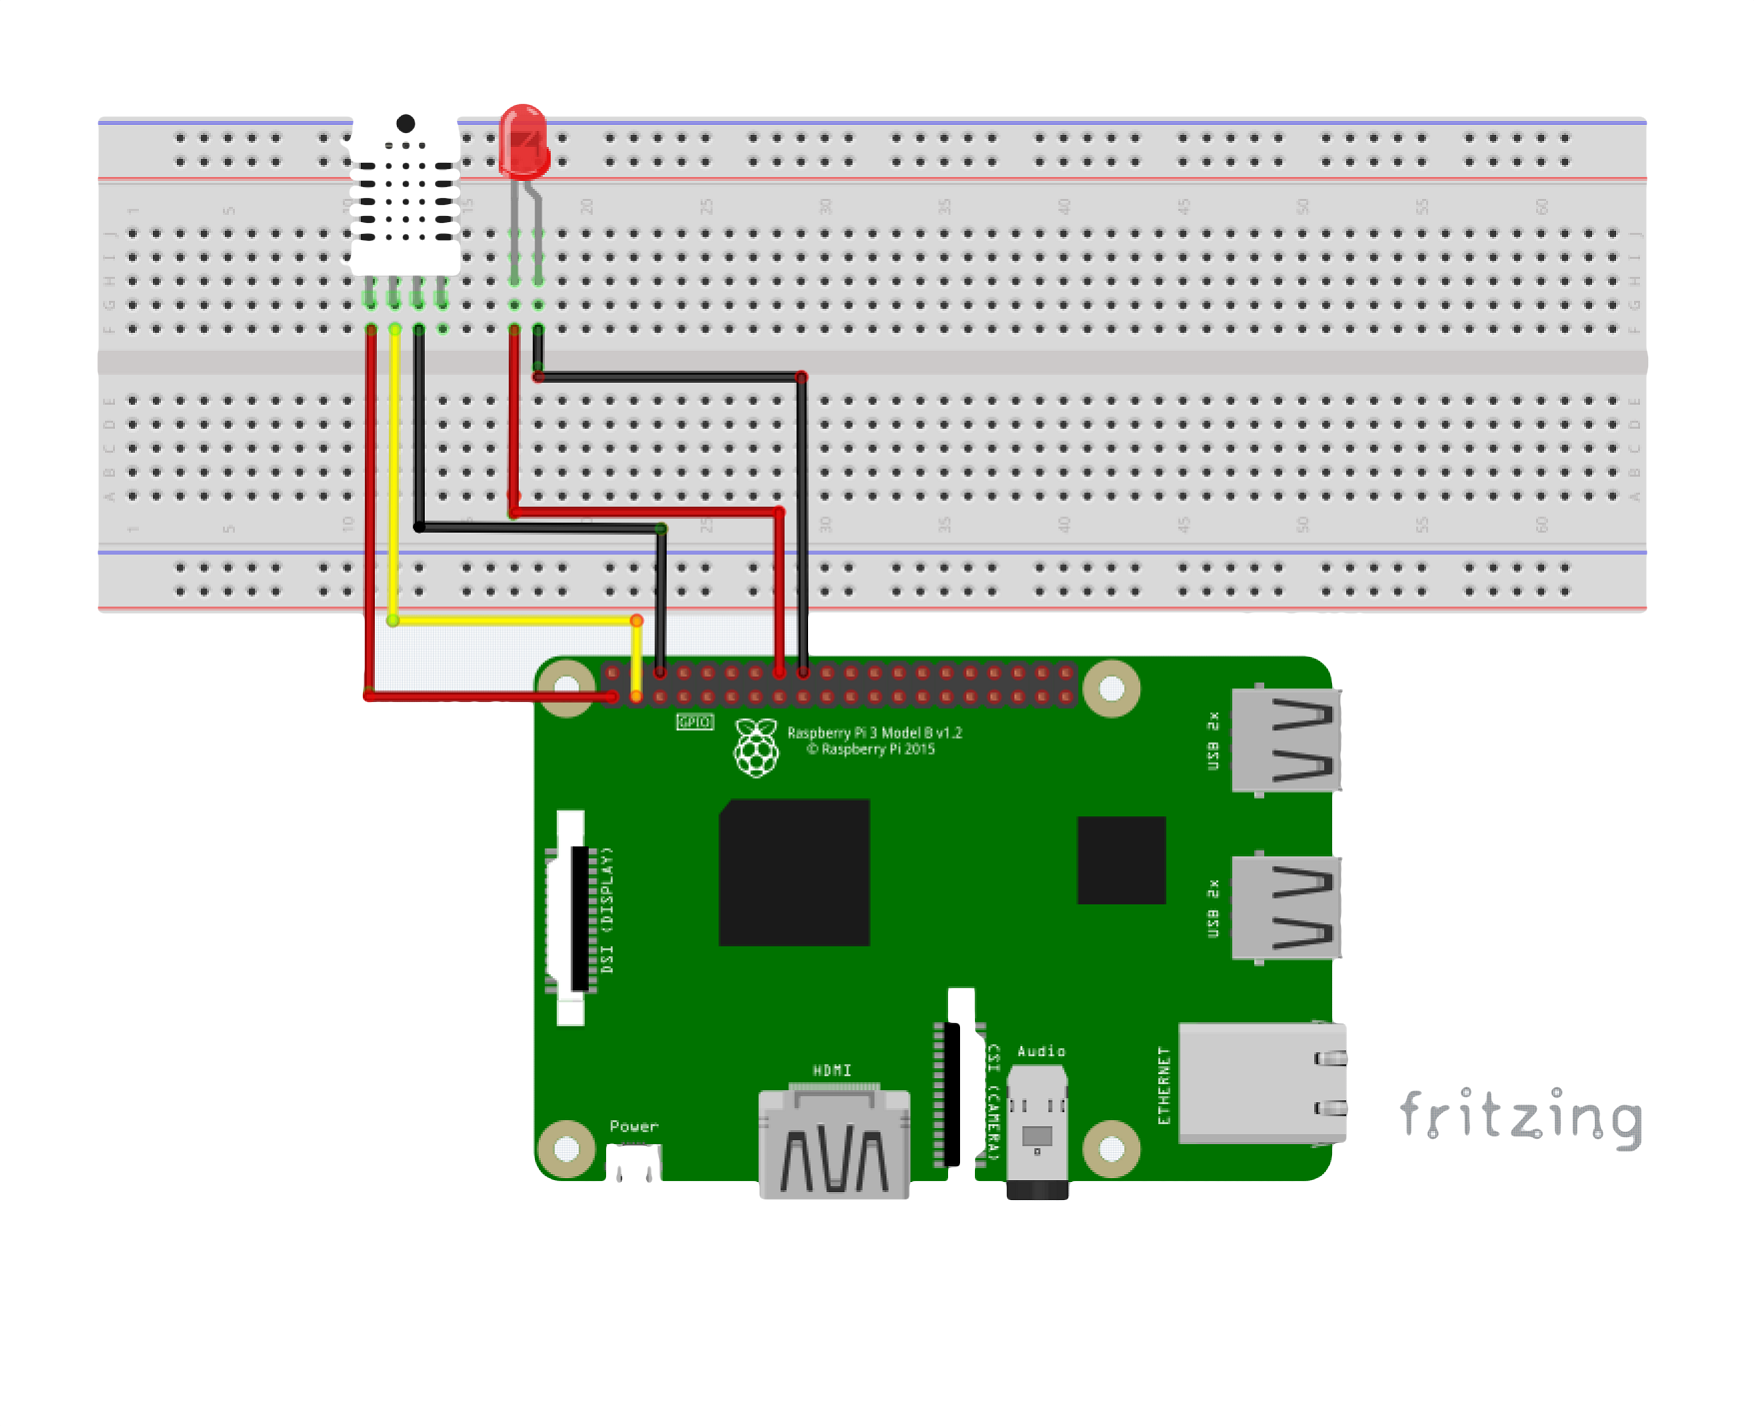 1 5 10 15 20 25 30 35 40 45 50 55 60
J J
I I
H H
G G
F F
E E
D D
C C
B B
A A
1 5 10 25 30 35 40 45 50 55 60
GPIO
Raspberry Pi 3 Model B v1.2
© Raspberry Pi 2015
USB 2x
DSI (DISPLAY)
USB 2x
CSI (CAMERA)
Audio
ETHERNET
HDMI
Power
fritzing